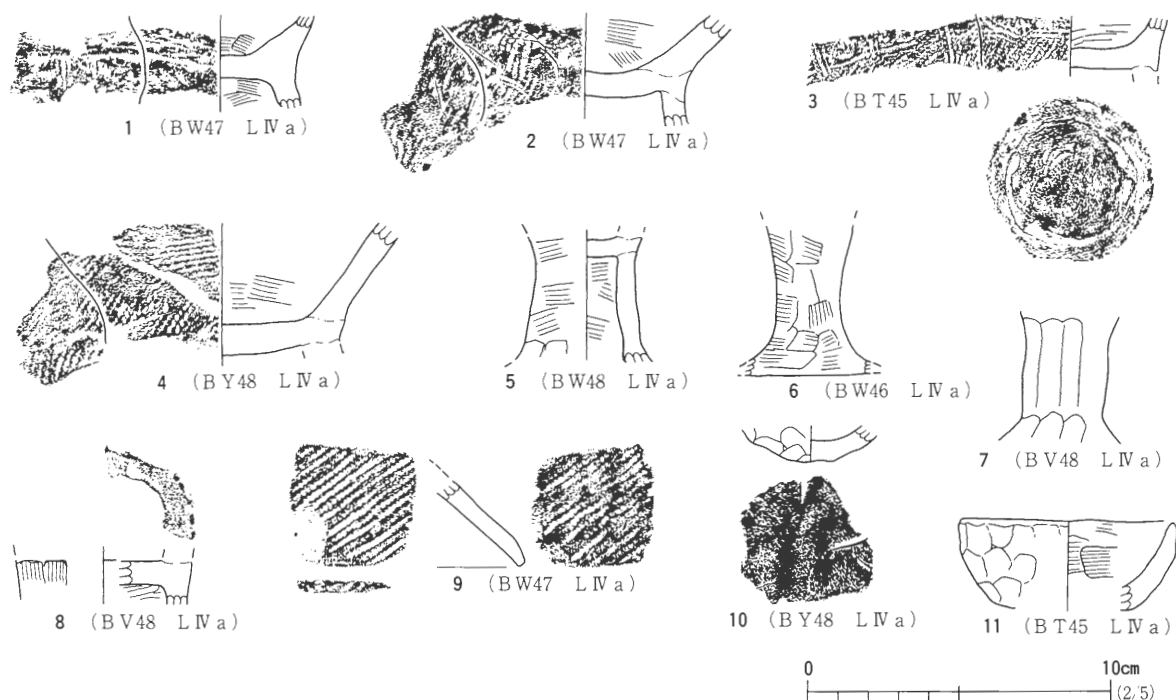 1 (BW47 LⅣa)
2 (BW47 LⅣa)
3 (BT45 LⅣa)
4 (BY48 LⅣa)
5 (BW48 LⅣa)
6 (BW46 LⅣa)
7 (BV48 LⅣa)
8 (BV48 LⅣa)
9 (BW47 LⅣa)
10 (BY48 LⅣa)
11 (BT45 LⅣa)
0 10cm
(2/5)